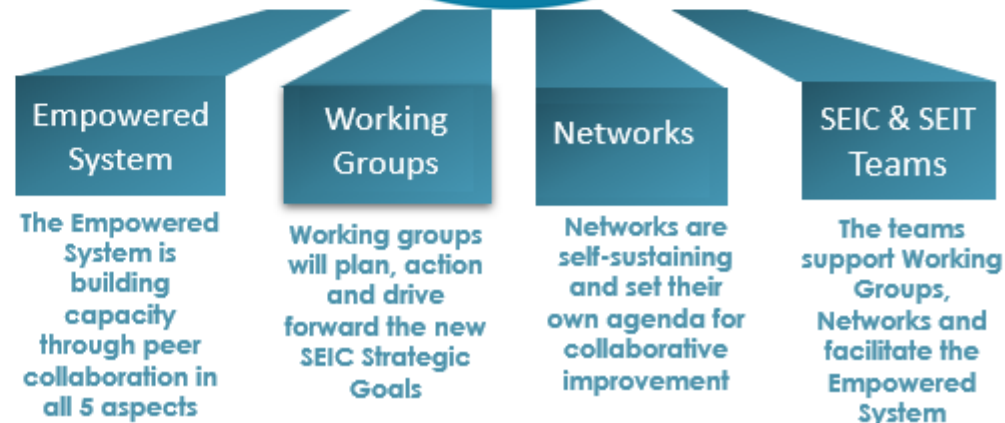 Empowered
System
The Empowered
System is
building
capacity
through peer
collaboration in
all 5 aspects
Working
Groups
Working groups
will plan, action
and drive
forward the new
SEIC Strategic
Goals
Networks
Networks are
self-sustaining
and set their
own agenda for
collaborative
improvement
SEIC & SEIT
Teams
The teams
support Working
Groups,
Networks and
facilitate the
Empowered
System